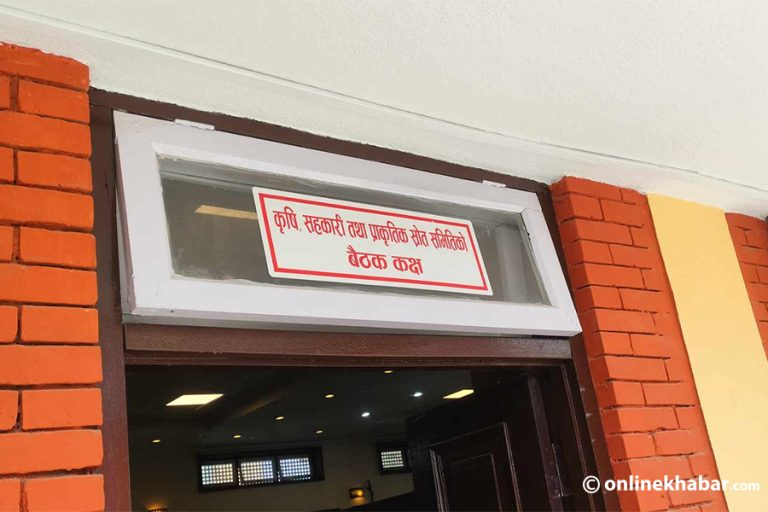 कृषि, सहकारी तथा प्राकृतिक स्रोत समितिको
बैठक कक्ष
© onlinekhabar.com